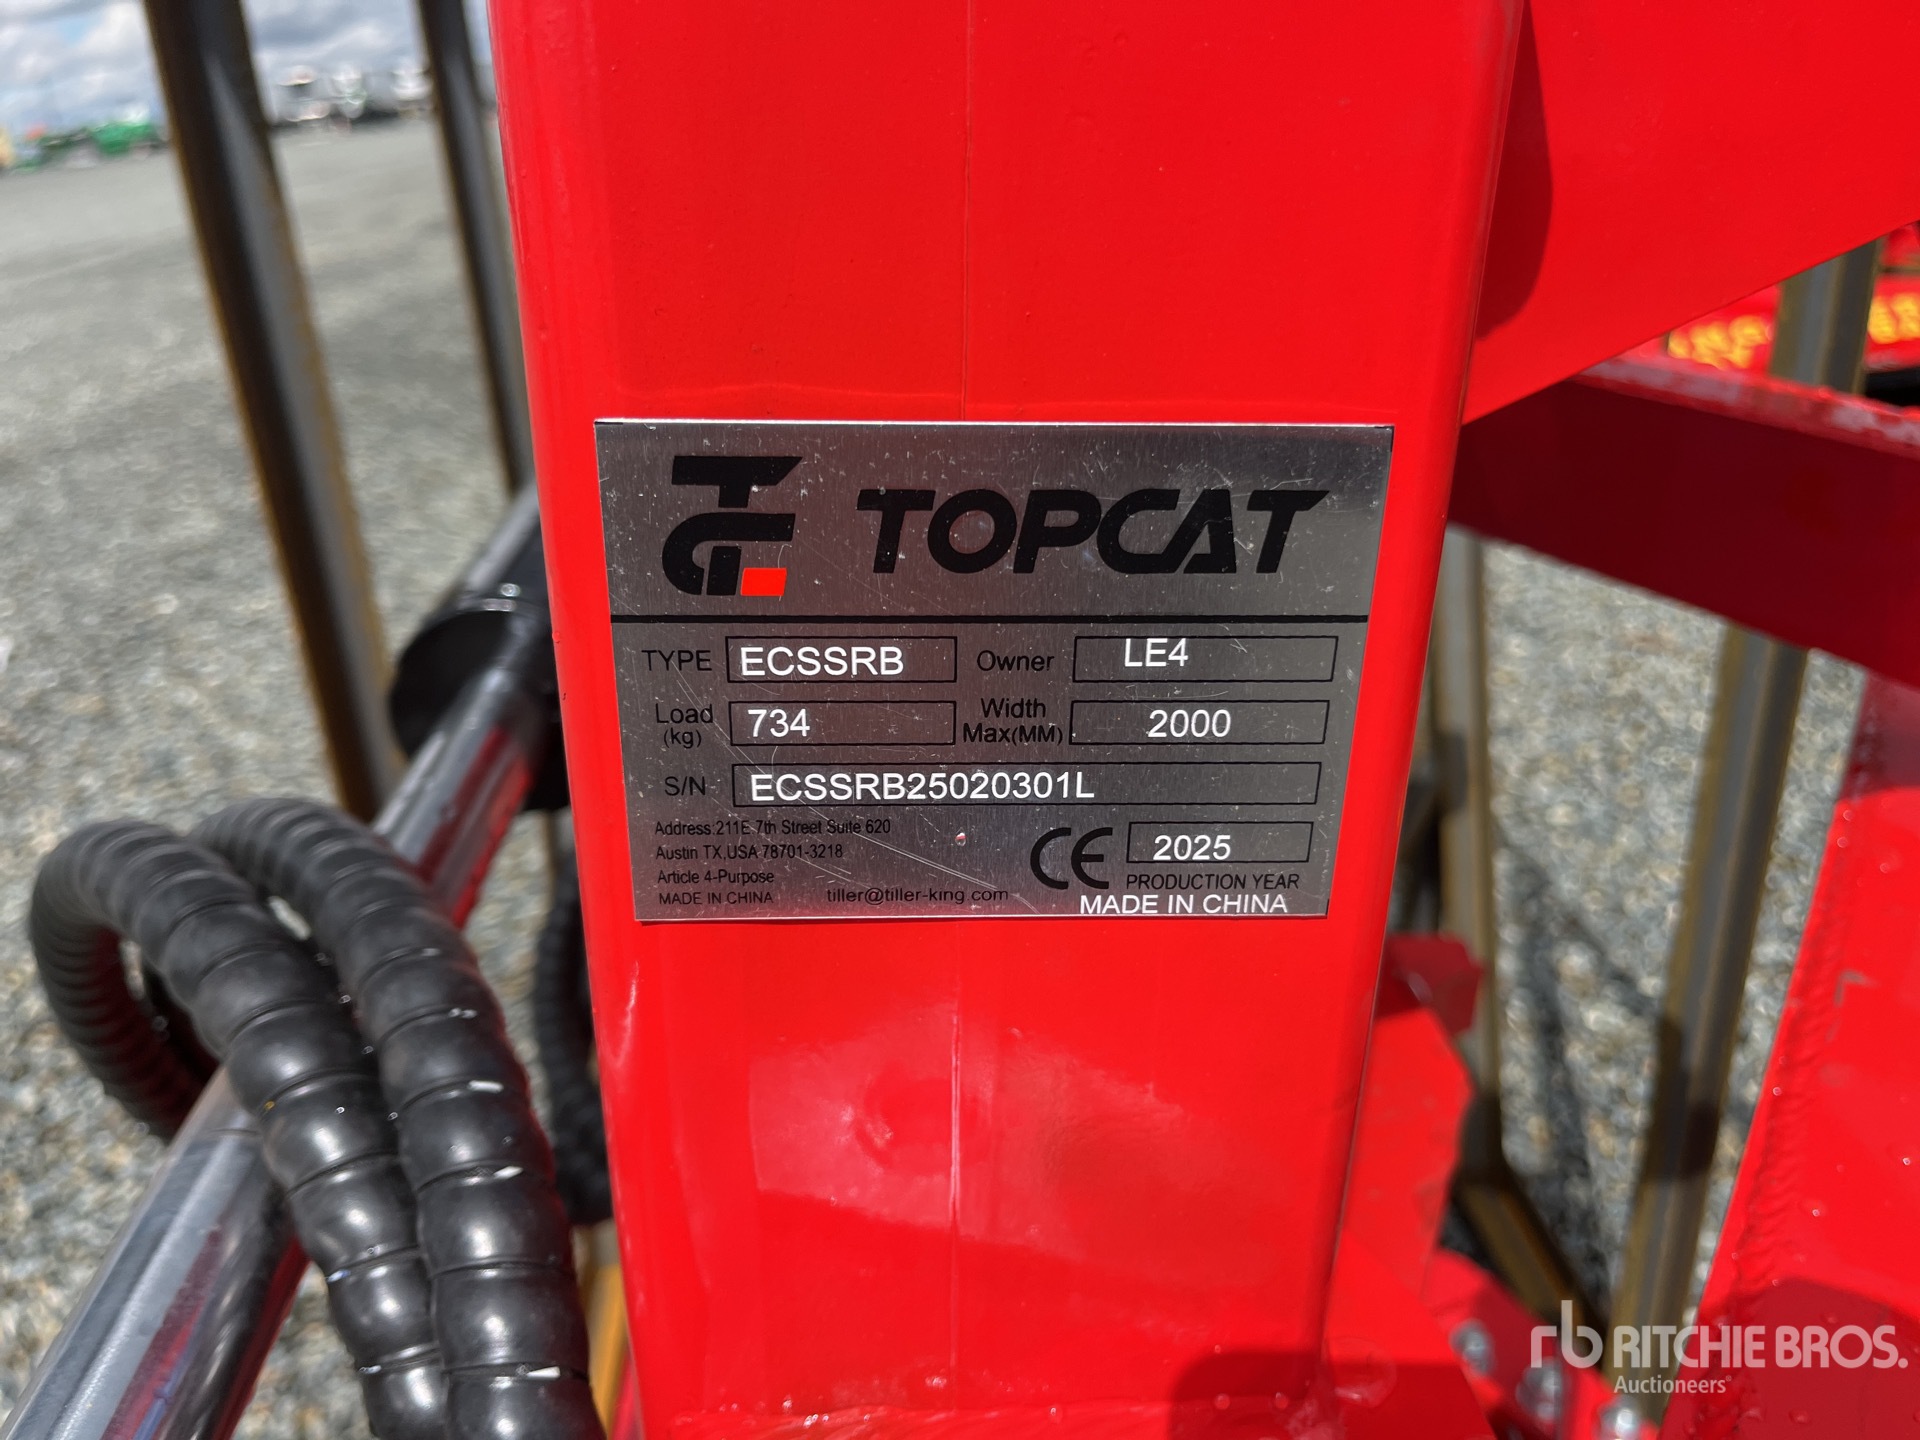 TOPCAT
TYPE ECSSRB Owner LE4
Load (kg) 734 Width Max(MM) 2000
S/N ECSSRB25020301L
Address:211E 7th Street Suite 620
Austin TX,USA 78701-3218
Article 4-Purpose
MADE IN CHINA tiller@tiller-king.com
CE 2025
PRODUCTION YEAR
MADE IN CHINA
rb RITCHIE BROS.
Auctioneers